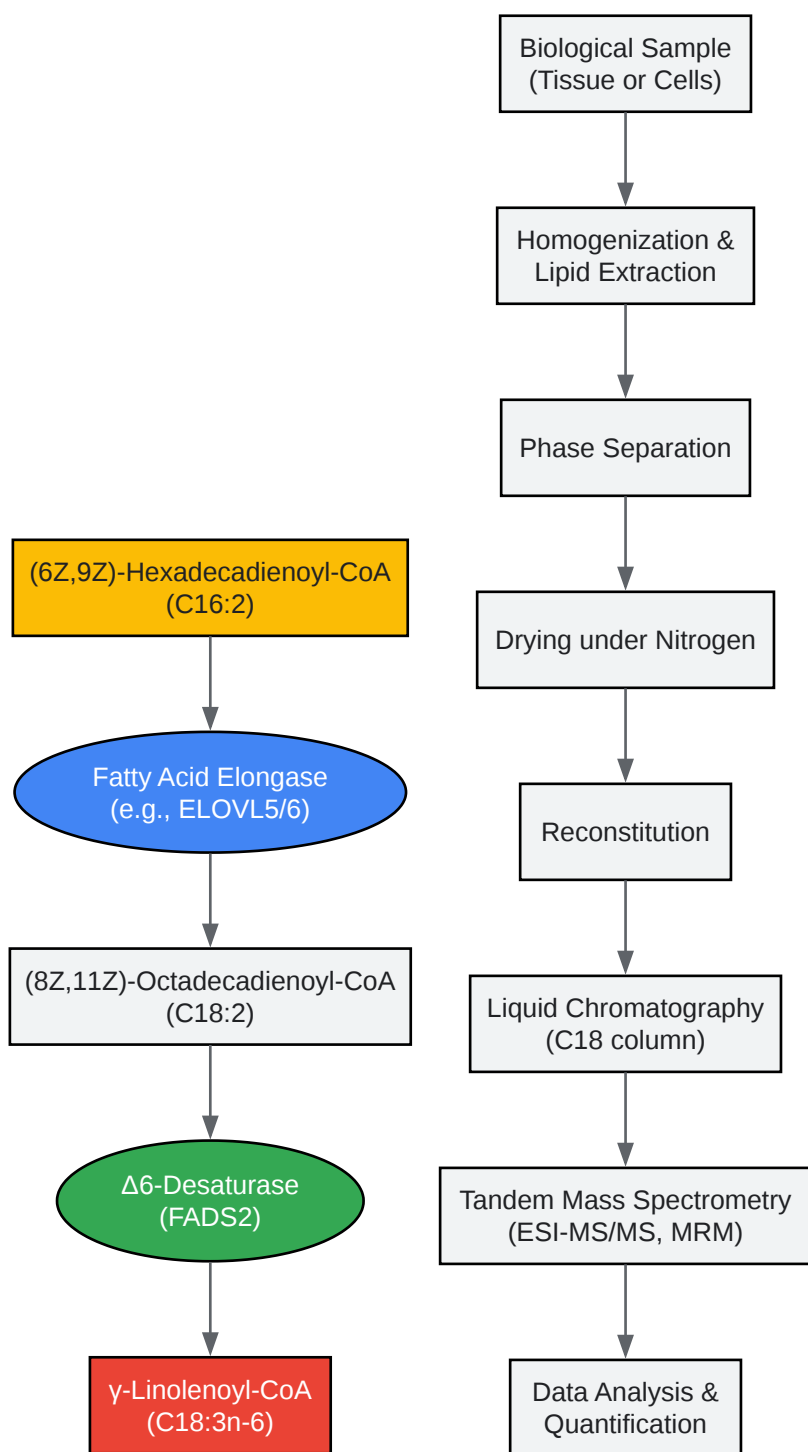 Biological Sample
(Tissue or Cells)
Homogenization &
Lipid Extraction
Phase Separation
Drying under Nitrogen
Reconstitution
Liquid Chromatography
(C18 column)
Tandem Mass Spectrometry
(ESI-MS/MS, MRM)
Data Analysis &
Quantification
(6Z,9Z)-Hexadecadienoyl-CoA
(C16:2)
Fatty Acid Elongase
(e.g., ELOVL5/6)
(8Z,11Z)-Octadecadienoyl-CoA
(C18:2)
Δ6-Desaturase
(FADS2)
γ-Linolenoyl-CoA
(C18:3n-6)